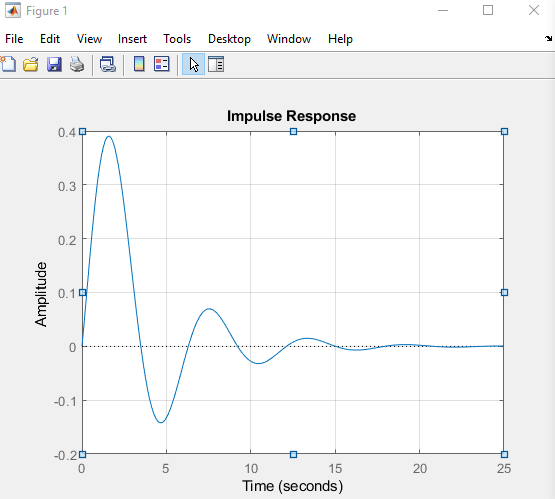 Figure 1
File Edit View Insert Tools Desktop Window Help
Impulse Response
0.4
0.3
0.2
0.1
0
-0.1
-0.2
Amplitude
0 5 10 15 20 25
Time (seconds)